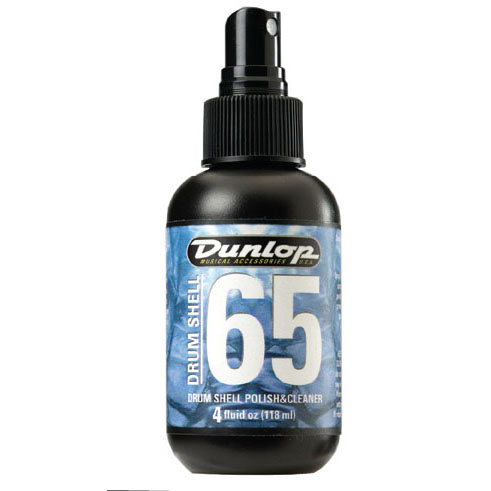 Dunlop
MUSICAL ACCESSORIES U.S.A.
DRUM SHELL
65
DRUM SHELL POLISH&CLEANER
4 fluid oz (118 ml)